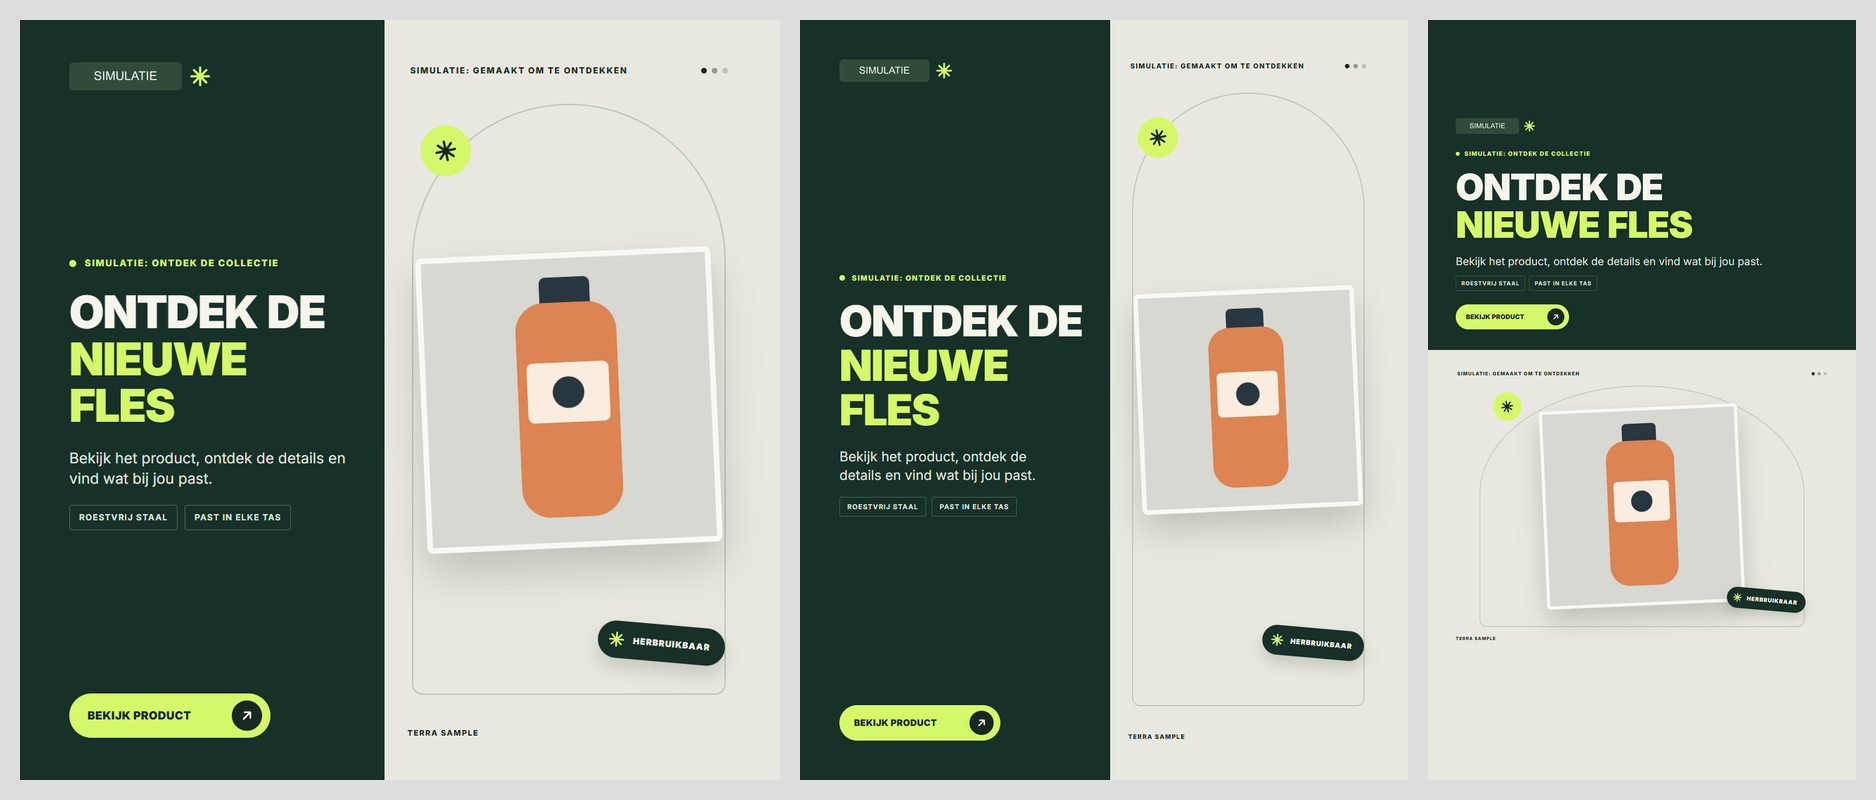 SIMULATIE
SIMULATIE: ONTDEK DE COLLECTIE
ONTDEK DE
NIEUWE
FLES
Bekijk het product, ontdek de details en
vind wat bij jou past.
ROESTVRIJ STAAL
PAST IN ELKE TAS
BEKIJK PRODUCT
SIMULATIE: GEMAAKT OM TE ONTDEKKEN
HERBRUIKBAAR
TERRA SAMPLE
SIMULATIE
SIMULATIE: ONTDEK DE COLLECTIE
ONTDEK DE
NIEUWE
FLES
Bekijk het product, ontdek de
details en vind wat bij jou past.
ROESTVRIJ STAAL
PAST IN ELKE TAS
BEKIJK PRODUCT
SIMULATIE: GEMAAKT OM TE ONTDEKKEN
HERBRUIKBAAR
TERRA SAMPLE
SIMULATIE
SIMULATIE: ONTDEK DE COLLECTIE
ONTDEK DE
NIEUWE FLES
Bekijk het product, ontdek de details en vind wat bij jou past.
ROESTVRIJ STAAL
PAST IN ELKE TAS
BEKIJK PRODUCT
SIMULATIE: GEMAAKT OM TE ONTDEKKEN
HERBRUIKBAAR
TERRA SAMPLE